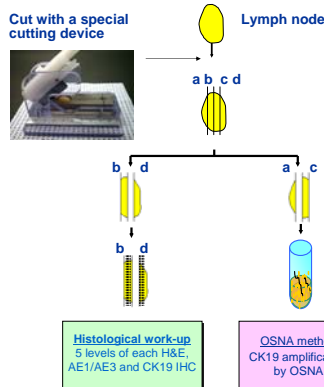 Cut with a special
cutting device
Lymph node
a b c d
b d
a c
b d
Histological work-up
5 levels of each H&E,
AE1/AE3 and CK19 IHC
OSNA
CK19
by OSNA